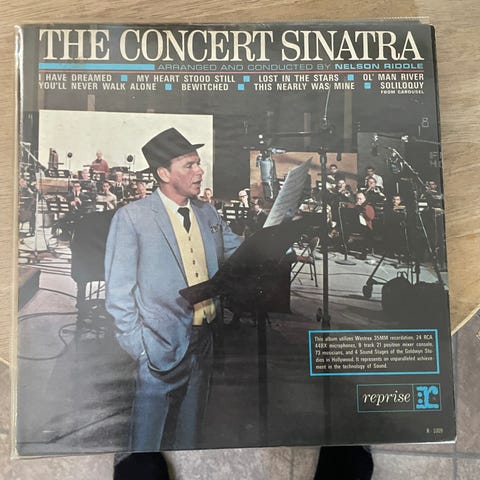 THE CONCERT SINATRA
ARRANGED AND CONDUCTED BY NELSON RIDDLE
I HAVE DREAMED ■ MY HEART STOOD STILL ■ LOST IN THE STARS ■ OL' MAN RIVER
YOU'LL NEVER WALK ALONE ■ BEWITCHED ■ THIS NEARLY WAS MINE ■ SOLILOQUY
FROM CAROUSEL
This album utilizes Westrex 35MM recordation, 24 RCA
44BX microphones, 8 track 21 position mixer console,
73 musicians, and 4 Sound Stages of the Goldwyn Stu-
dios in Hollywood. It represents an unparalleled achieve-
ment in the technology of Sound.
reprise r:
R-1009